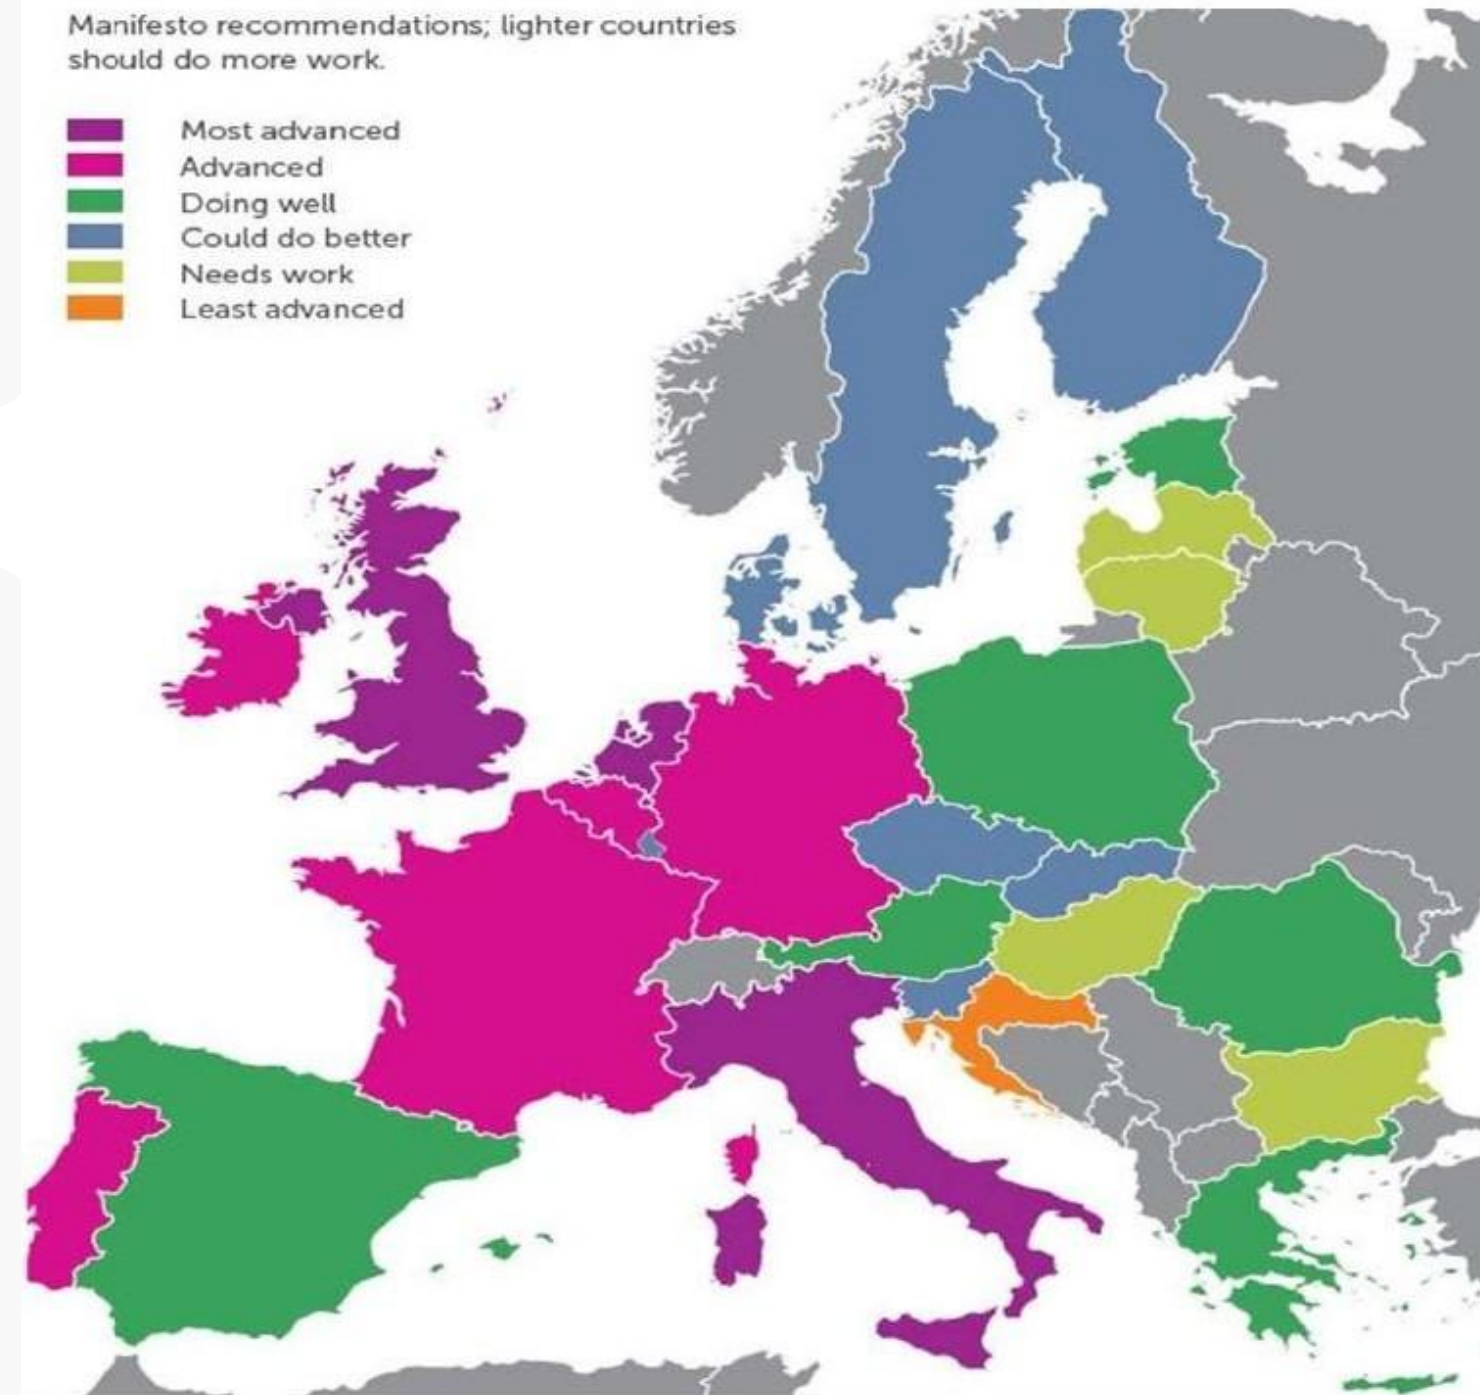 Manifesto recommendations; lighter countries
should do more work.
Most advanced
Advanced
Doing well
Could do better
Needs work
Least advanced